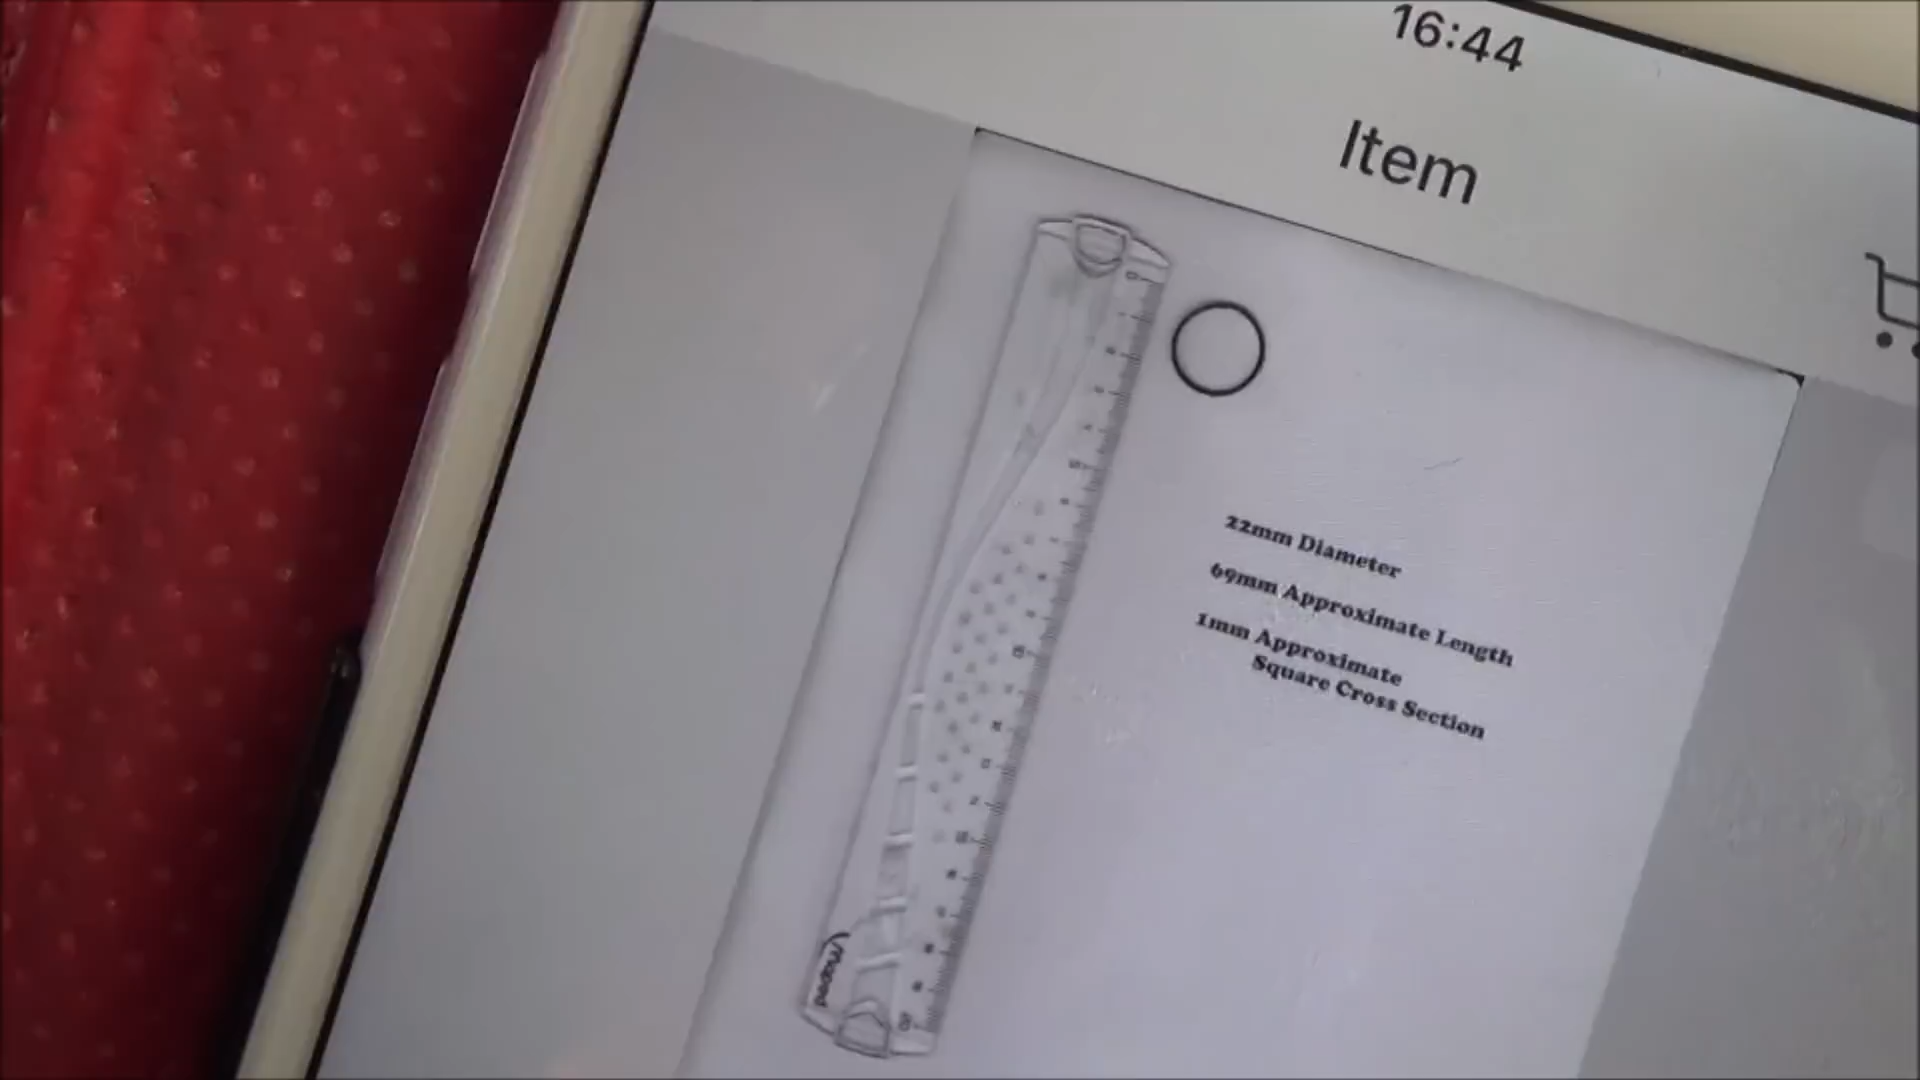 16:44
Item
22mm Diameter
69mm Approximate Length
1mm Approximate
Square Cross Section
Maped